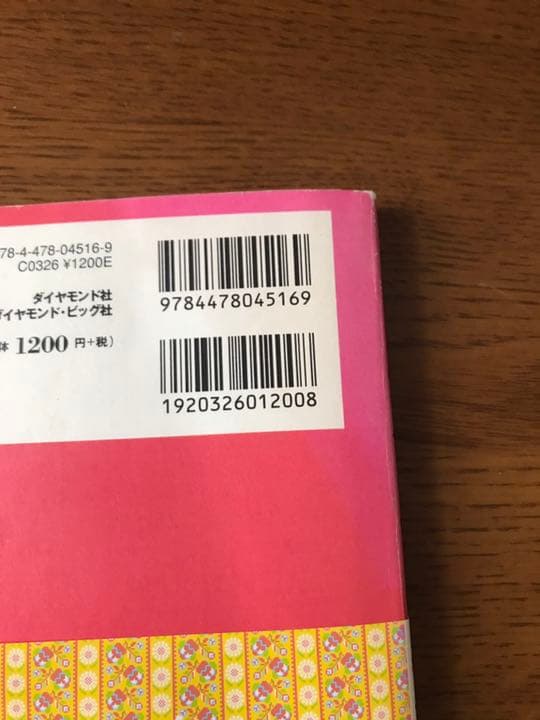 78-4-478-04516-9
C0326 ¥1200E
ダイヤモンド社
ダイヤモンド・ビッグ社
体 1200 円+税)
9784478045169
1920326012008